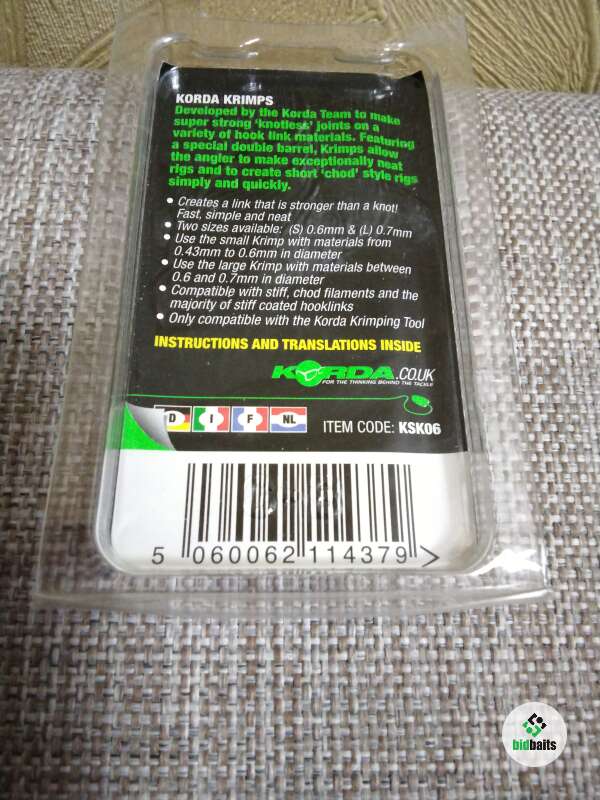 KORDA KRIMPS
Developed by the Korda Team to make
super strong 'knotless' joints on a
variety of hook link materials. Featuring
a special double barrel, Krimps allow
the angler to make exceptionally neat
rigs and to create short 'chod' style rigs
simply and quickly.
• Creates a link that is stronger than a knot!
Fast, simple and neat
• Two sizes available: (S) 0.6mm & (L) 0.7mm
• Use the small Krimp with materials from
0.43mm to 0.6mm in diameter
• Use the large Krimp with materials between
0.6 and 0.7mm in diameter
• Compatible with stiff, chod filaments and the
majority of stiff coated hooklinks
• Only compatible with the Korda Krimping Tool
INSTRUCTIONS AND TRANSLATIONS INSIDE
KORDA.CO.UK
FOR THE THINKING BEHIND THE TACKLE
D I F NL
ITEM CODE: KSK06
5 060062 114379 >
bidbaits